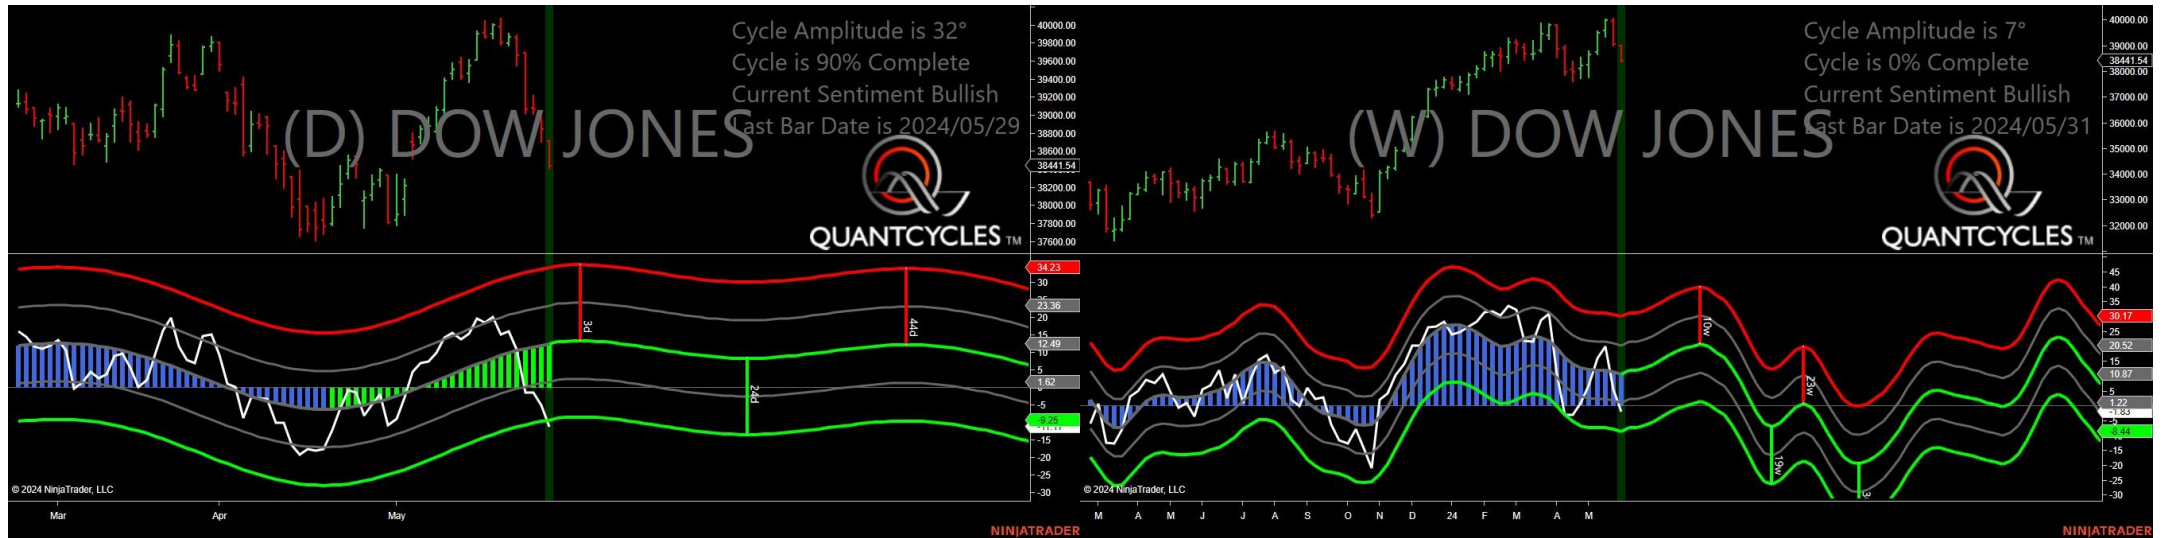 Cycle Amplitude is 32°
Cycle is 90% Complete
Current Sentiment Bullish
Last Bar Date is 2024/05/29
(D) DOW JONES
QUANTCYCLES TM
40000.00
39800.00
39600.00
39400.00
39200.00
39000.00
38800.00
38600.00
38441.54
38200.00
38000.00
37800.00
37600.00
34.23
30
23.36
20
15
12.49
10
5
1.62
-5
-9.25
-15
-20
-25
-30
3d
24d
44d
© 2024 NinjaTrader, LLC
Mar Apr May
NINJATRADER
Cycle Amplitude is 7°
Cycle is 0% Complete
Current Sentiment Bullish
Last Bar Date is 2024/05/31
(W) DOW JONES
QUANTCYCLES TM
40000.00
39000.00
38441.54
38000.00
37000.00
36000.00
35000.00
34000.00
33000.00
32000.00
45
40
35
30.17
25
20.52
15
10.87
5
1.22
-1.83
-5
-8.44
-15
-20
-25
-30
10w
19w
23w
© 2024 NinjaTrader, LLC
M A M J J A S O N D 24 F M A M
NINJATRADER